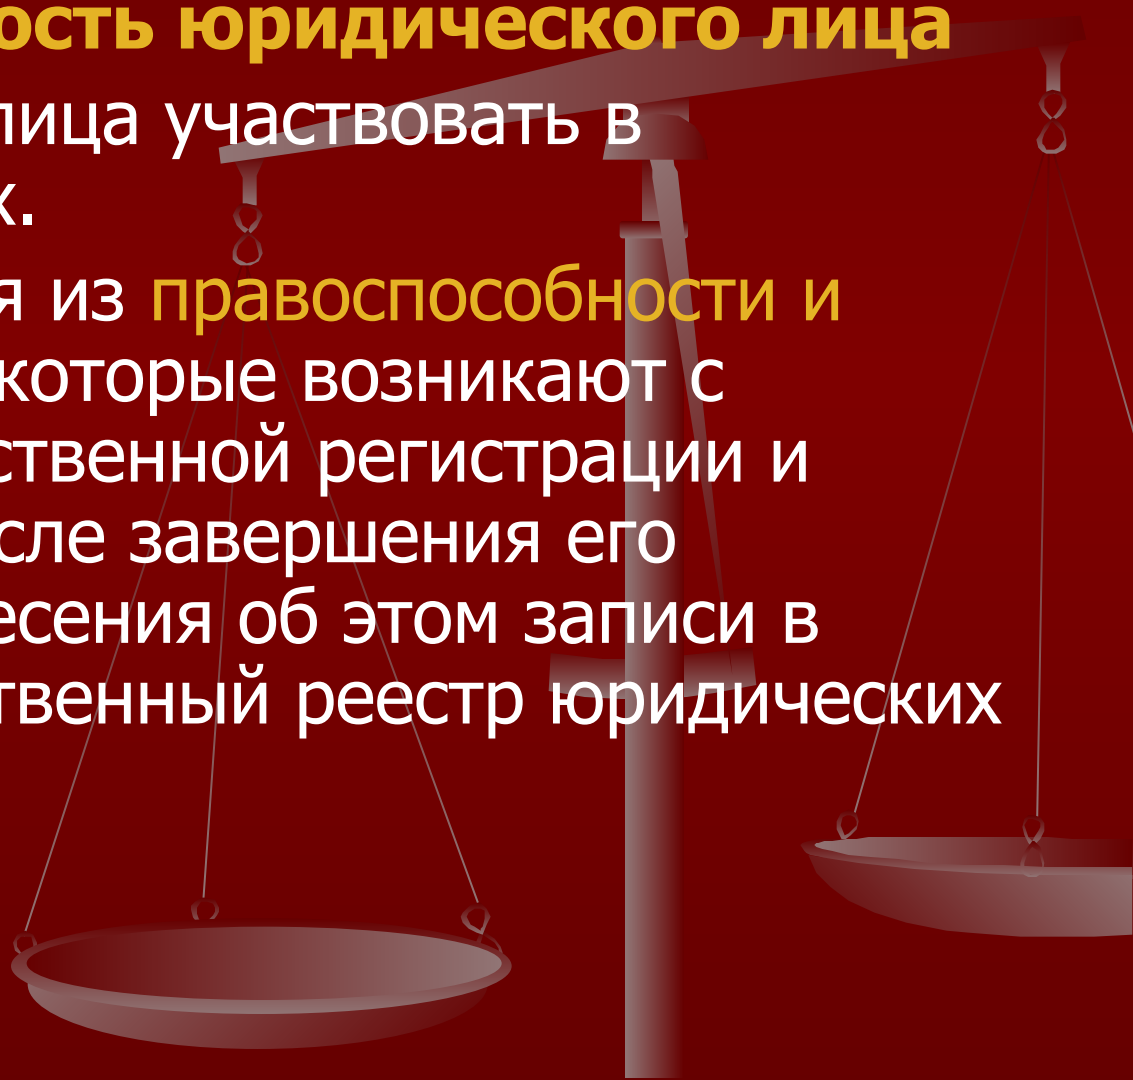 ость юридического лица
лица участвовать в
х.
я из правоспособности и
которые возникают с
ственной регистрации и
сле завершения его
есения об этом записи в
твенный реестр юридических